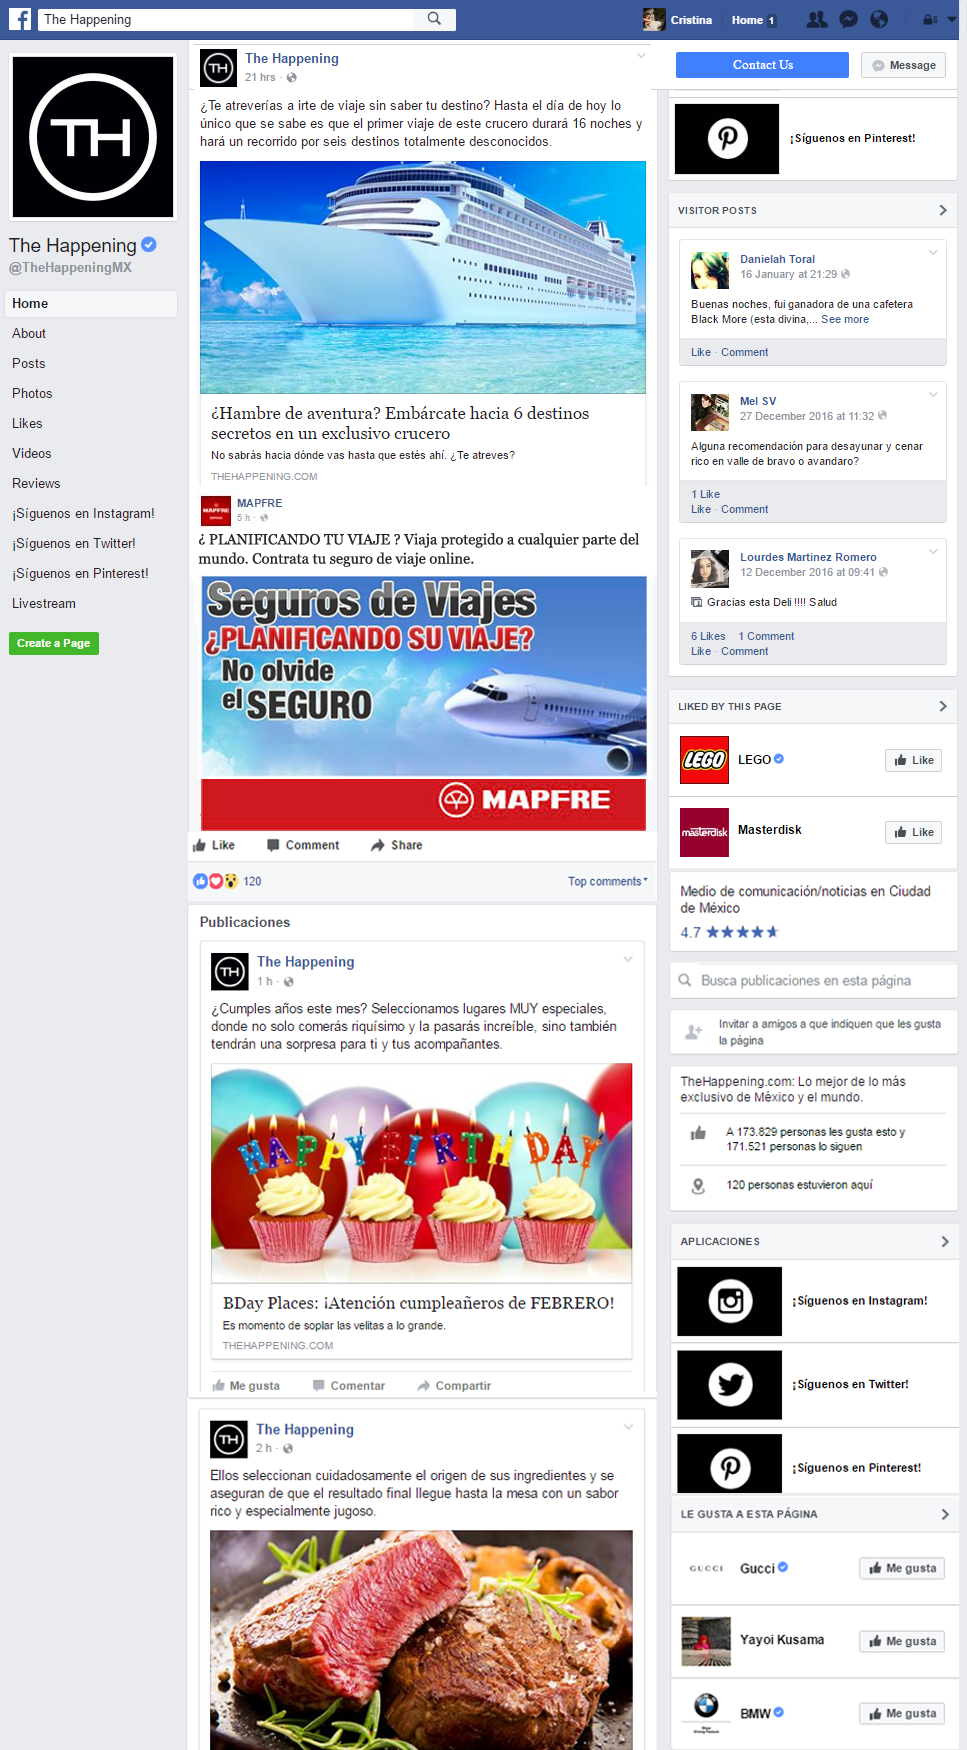 The Happening
Cristina
Home 1
TH
The Happening
@TheHappeningMX
Home
About
Posts
Photos
Likes
Videos
Reviews
¡Síguenos en Instagram!
¡Síguenos en Twitter!
¡Síguenos en Pinterest!
Livestream
Create a Page
TH
The Happening
21 hrs ·
¿Te atreverías a irte de viaje sin saber tu destino? Hasta el día de hoy lo
único que se sabe es que el primer viaje de este crucero durará 16 noches y
hará un recorrido por seis destinos totalmente desconocidos.
¿Hambre de aventura? Embárcate hacia 6 destinos
secretos en un exclusivo crucero
No sabrás hacia dónde vas hasta que estés ahí. ¿Te atreves?
THEHAPPENING.COM
MAPFRE
MAPFRE
5 h ·
¿ PLANIFICANDO TU VIAJE ? Viaja protegido a cualquier parte del
mundo. Contrata tu seguro de viaje online.
Seguros de Viajes
¿PLANIFICANDO SU VIAJE?
No olvide
el SEGURO
MAPFRE
Like Comment Share
120
Top comments
Publicaciones
TH
The Happening
1 h ·
¿Cumples años este mes? Seleccionamos lugares MUY especiales,
donde no solo comerás riquísimo y la pasarás increíble, sino también
tendrán una sorpresa para ti y tus acompañantes.
HAPPY BIRTHDAY
BDay Places: ¡Atención cumpleañeros de FEBRERO!
Es momento de soplar las velitas a lo grande.
THEHAPPENING.COM
Me gusta Comentar Compartir
TH
The Happening
2 h ·
Ellos seleccionan cuidadosamente el origen de sus ingredientes y se
aseguran de que el resultado final llegue hasta la mesa con un sabor
rico y especialmente jugoso.
Contact Us
Message
¡Síguenos en Pinterest!
VISITOR POSTS
Danielah Toral
16 January at 21:29
Buenas noches, fui ganadora de una cafetera
Black More (esta divina,... See more
Like · Comment
Mel SV
27 December 2016 at 11:32
Alguna recomendación para desayunar y cenar
rico en valle de bravo o avandaro?
1 Like
Like · Comment
Lourdes Martinez Romero
12 December 2016 at 09:41
Gracias esta Deli !!!! Salud
6 Likes 1 Comment
Like · Comment
LIKED BY THIS PAGE
LEGO
LEGO
Like
masterdisk
Masterdisk
Like
Medio de comunicación/noticias en Ciudad
de México
4.7
Busca publicaciones en esta página
Invitar a amigos a que indiquen que les gusta
la página
TheHappening.com: Lo mejor de lo más
exclusivo de México y el mundo.
A 173.829 personas les gusta esto y
171.521 personas lo siguen
120 personas estuvieron aquí
APLICACIONES
¡Síguenos en Instagram!
¡Síguenos en Twitter!
¡Síguenos en Pinterest!
LE GUSTA A ESTA PÁGINA
GUCCI
Gucci
Me gusta
Yayoi Kusama
Me gusta
BMW
Me gusta